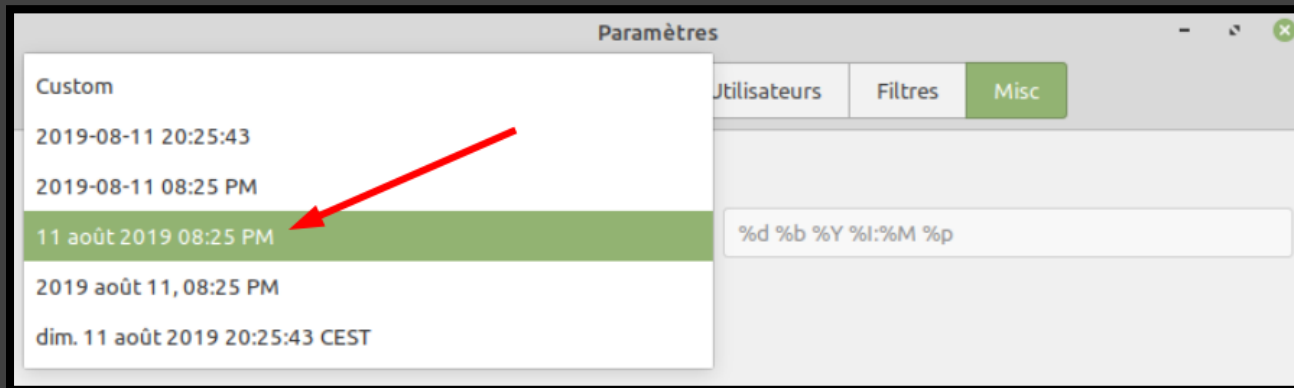 Paramètres
Utilisateurs Filtres Misc
Custom
2019-08-11 20:25:43
2019-08-11 08:25 PM
11 août 2019 08:25 PM
%d %b %Y %I:%M %p
2019 août 11, 08:25 PM
dim. 11 août 2019 20:25:43 CEST